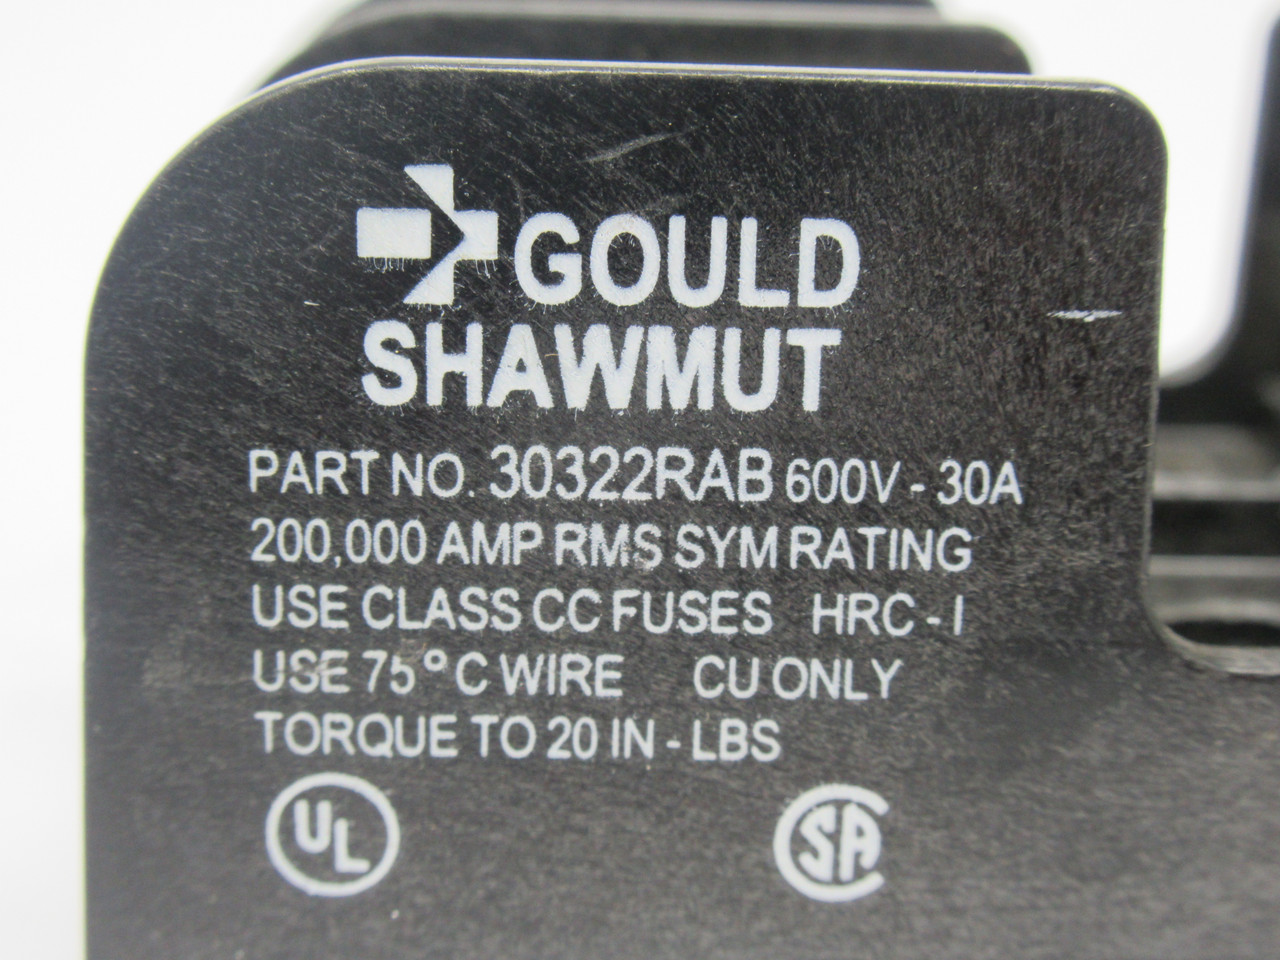 GOULD
SHAWMUT
PART NO. 30322RAB 600V - 30A
200,000 AMP RMS SYM RATING
USE CLASS CC FUSES HRC - I
USE 75°C WIRE CU ONLY
TORQUE TO 20 IN - LBS
UL SA